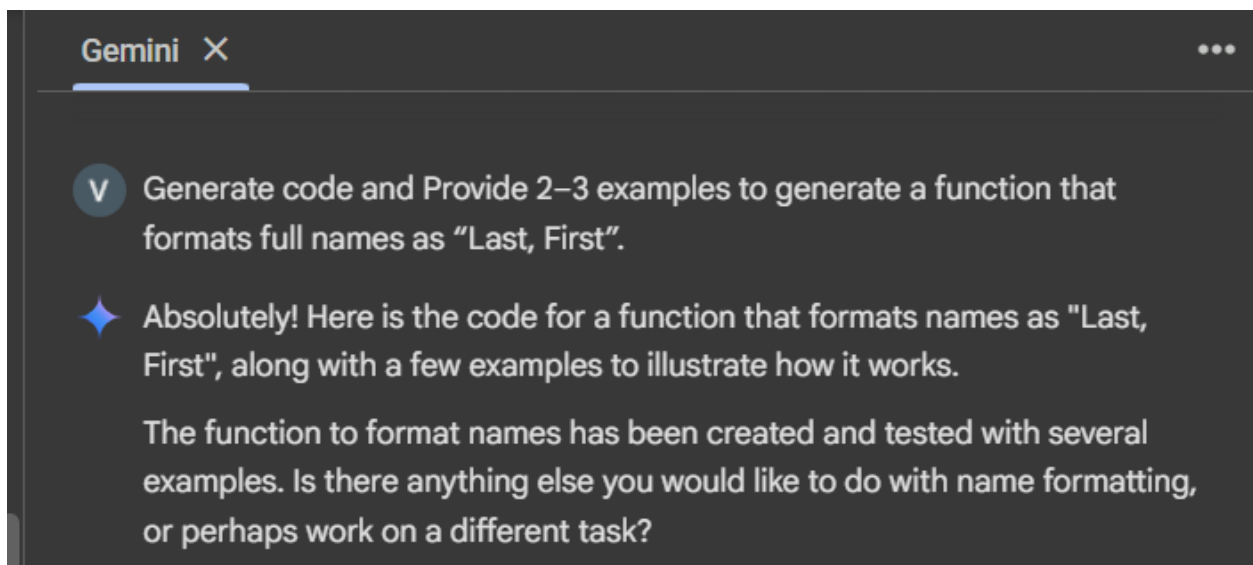 Gemini ×
V
Generate code and Provide 2–3 examples to generate a function that
formats full names as “Last, First”.
Absolutely! Here is the code for a function that formats names as "Last,
First", along with a few examples to illustrate how it works.
The function to format names has been created and tested with several
examples. Is there anything else you would like to do with name formatting,
or perhaps work on a different task?